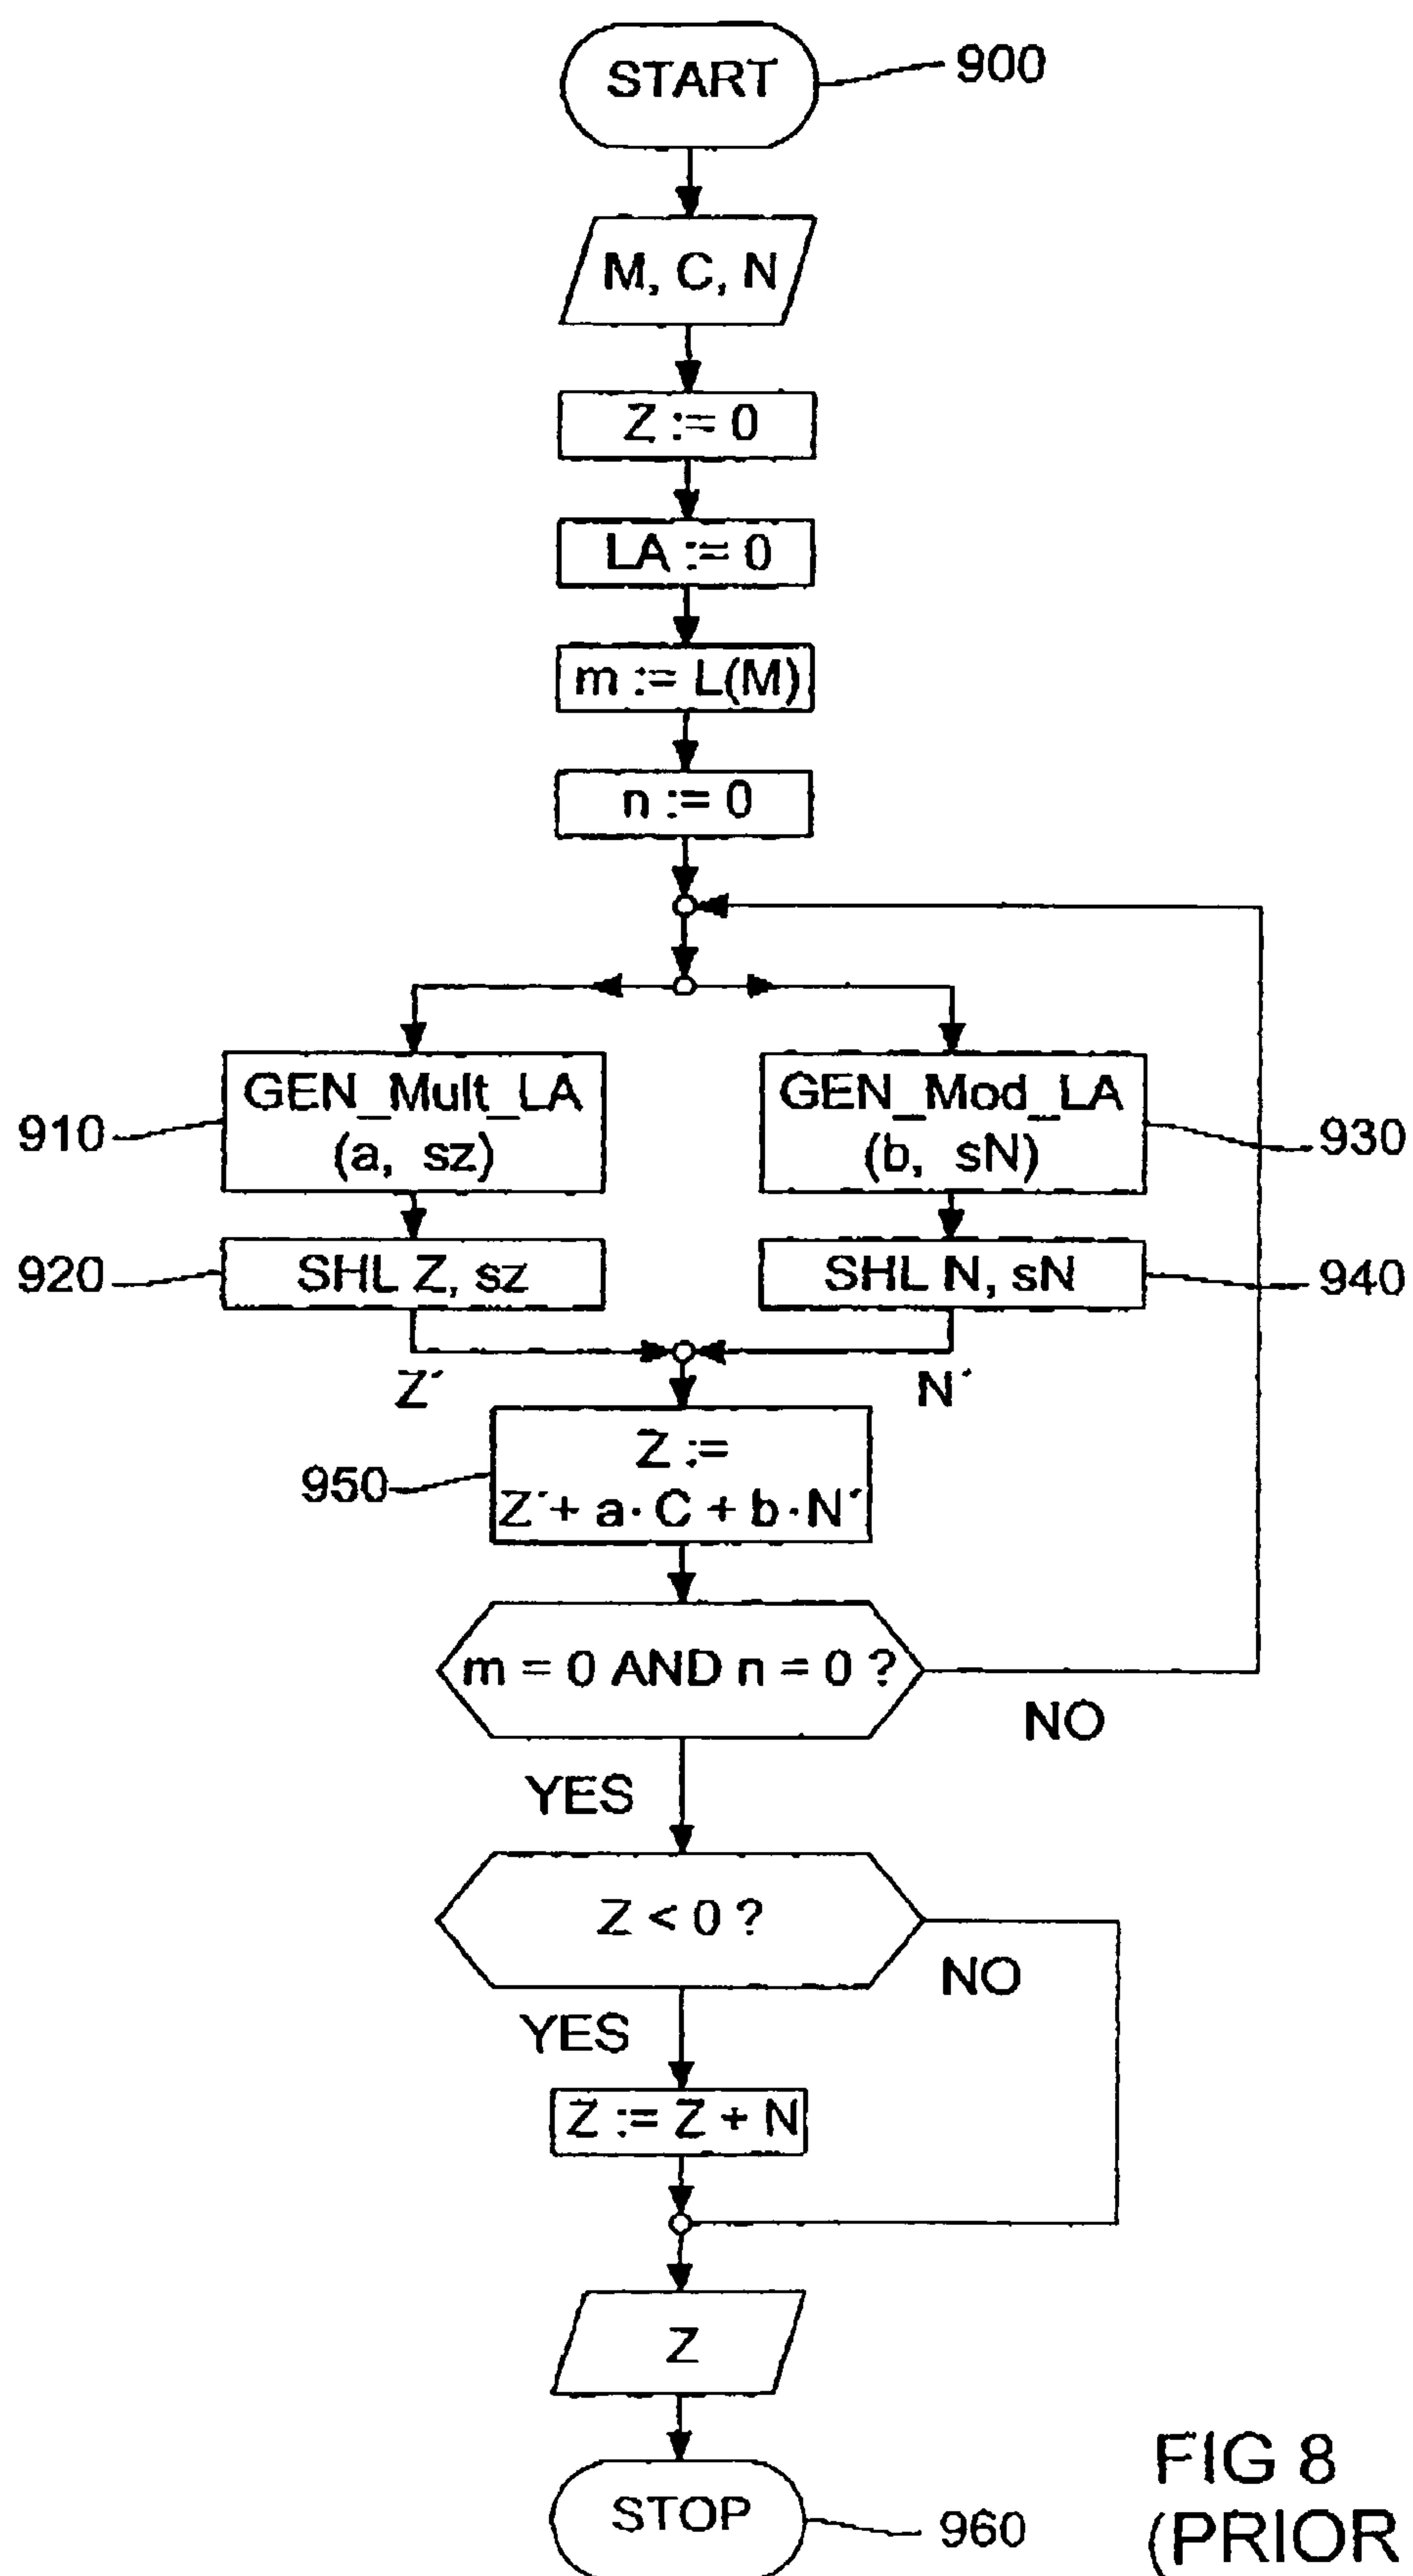 START
900
M, C, N
Z := 0
LA := 0
m := L(M)
n := 0
GEN_Mult_LA
(a, sz)
910
GEN_Mod_LA
(b, sN)
930
SHL Z, sz
920
SHL N, sN
940
Z´
N´
950
Z :=
Z´+ a · C + b · N´
m = 0 AND n = 0 ?
NO
YES
Z < 0 ?
NO
YES
Z := Z + N
Z
STOP
960
FIG 8
(PRIOR